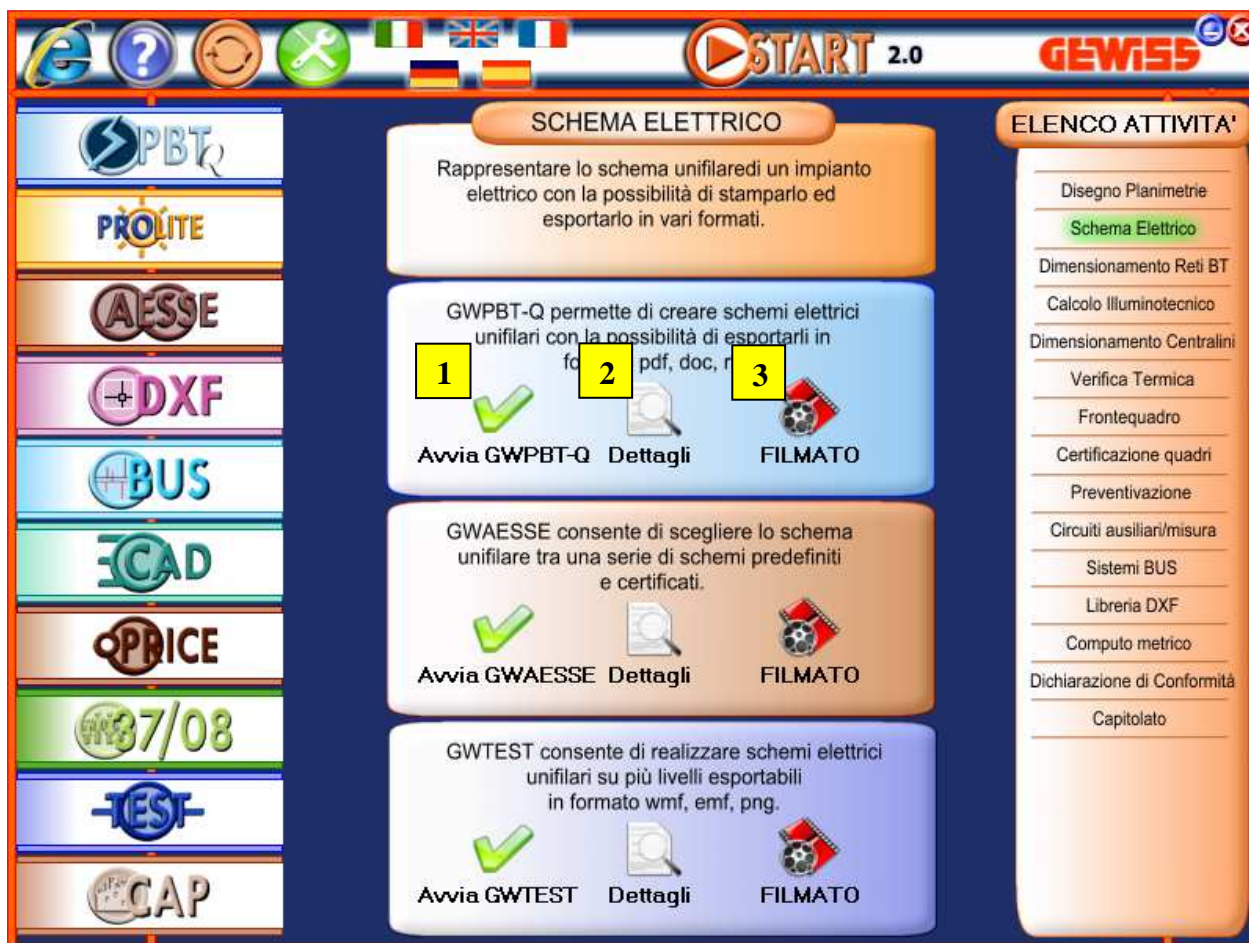 START 2.0
GEWISS
PBTQ
PROLITE
AESSE
DXF
BUS
CAD
PRICE
37/08
TEST
CAP
SCHEMA ELETTRICO
Rappresentare lo schema unifilaredi un impianto
elettrico con la possibilità di stamparlo ed
esportarlo in vari formati.
GWPBT-Q permette di creare schemi elettrici
unifilari con la possibilità di esportarli in
pdf, doc,
1
2
3
Avvia GWPBT-Q
Dettagli
FILMATO
GWAESSE consente di scegliere lo schema
unifilare tra una serie di schemi predefiniti
e certificati.
Avvia GWAESSE
Dettagli
FILMATO
GWTEST consente di realizzare schemi elettrici
unifilari su più livelli esportabili
in formato wmf, emf, png.
Avvia GWTEST
Dettagli
FILMATO
ELENCO ATTIVITA'
Disegno Planimetrie
Schema Elettrico
Dimensionamento Reti BT
Calcolo Illuminotecnico
Dimensionamento Centralini
Verifica Termica
Frontequadro
Certificazione quadri
Preventivazione
Circuiti ausiliari/misura
Sistemi BUS
Libreria DXF
Computo metrico
Dichiarazione di Conformità
Capitolato